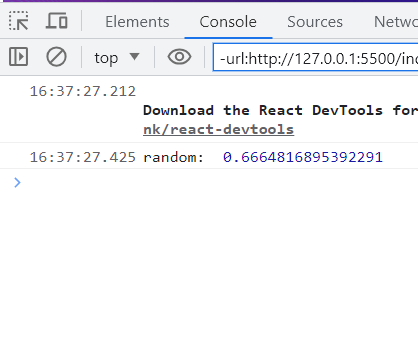 Elements Console Sources Netwo
top -url:http://127.0.0.1:5500/in
16:37:27.212
Download the React DevTools for
nk/react-devtools
16:37:27.425 random: 0.6664816895392291